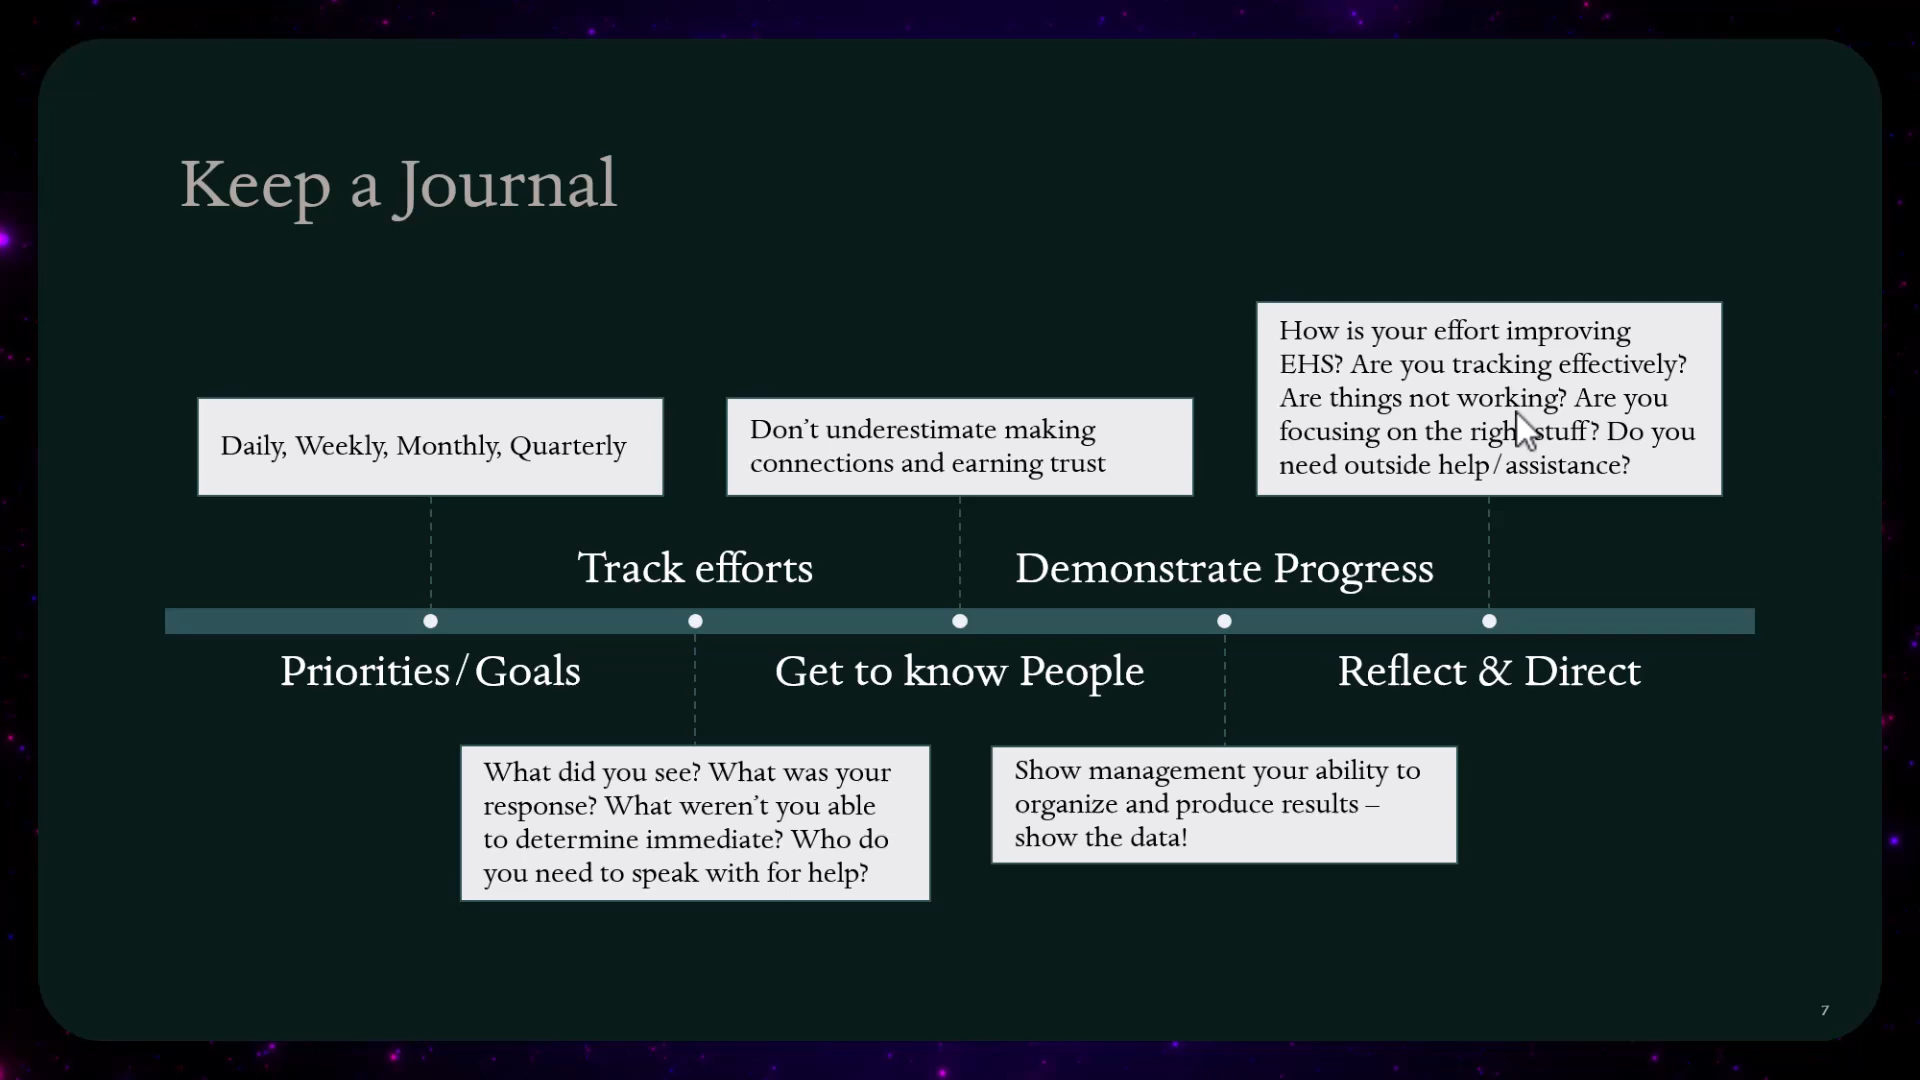 Keep a Journal
How is your effort improving
EHS? Are you tracking effectively?
Are things not working? Are you
focusing on the right stuff? Do you
need outside help/assistance?
Daily, Weekly, Monthly, Quarterly
Don’t underestimate making
connections and earning trust
Track efforts
Demonstrate Progress
Priorities/Goals
Get to know People
Reflect & Direct
What did you see? What was your
response? What weren’t you able
to determine immediate? Who do
you need to speak with for help?
Show management your ability to
organize and produce results –
show the data!
7